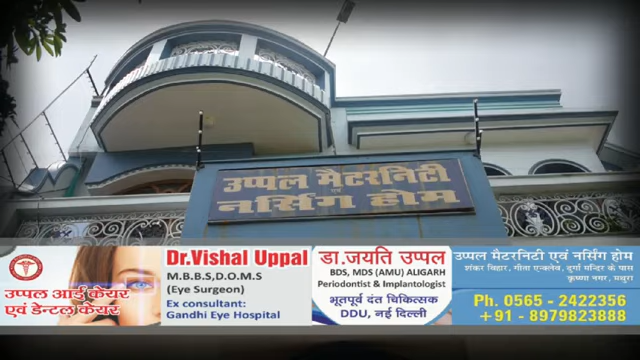 उप्पल मैटरनिटी
एवं
नर्सिंग होम
उप्पल आई केयर
एवं डेन्टल केयर
Dr.Vishal Uppal
M.B.B.S,D.O.M.S
(Eye Surgeon)
Ex consultant:
Gandhi Eye Hospital
डा.जयति उप्पल
BDS, MDS (AMU) ALIGARH
Periodontist & Implantologist
भूतपूर्व दंत चिकित्सक
DDU, नई दिल्ली
उप्पल मैटरनिटी एवं नर्सिंग होम
शंकर विहार, गीता एन्क्लेव, दुर्गा मन्दिर के पास
कृष्णा नगर, मथुरा
Ph. 0565 - 2422356
+ 91 - 8979823888